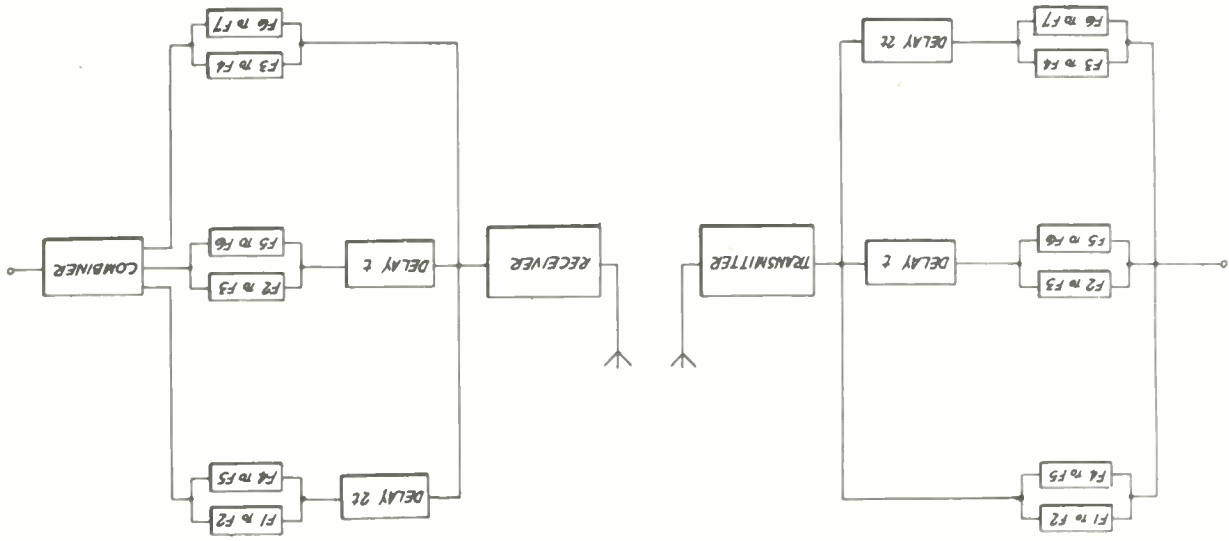 F1 TO F2
F4 TO F5
F2 TO F3
F5 TO F6
DELAY t
TRANSMITTER
F3 TO F4
F6 TO F7
DELAY 2t
DELAY 2t
F1 TO F2
F4 TO F5
RECEIVER
DELAY t
F2 TO F3
F5 TO F6
COMBINER
F3 TO F4
F6 TO F7